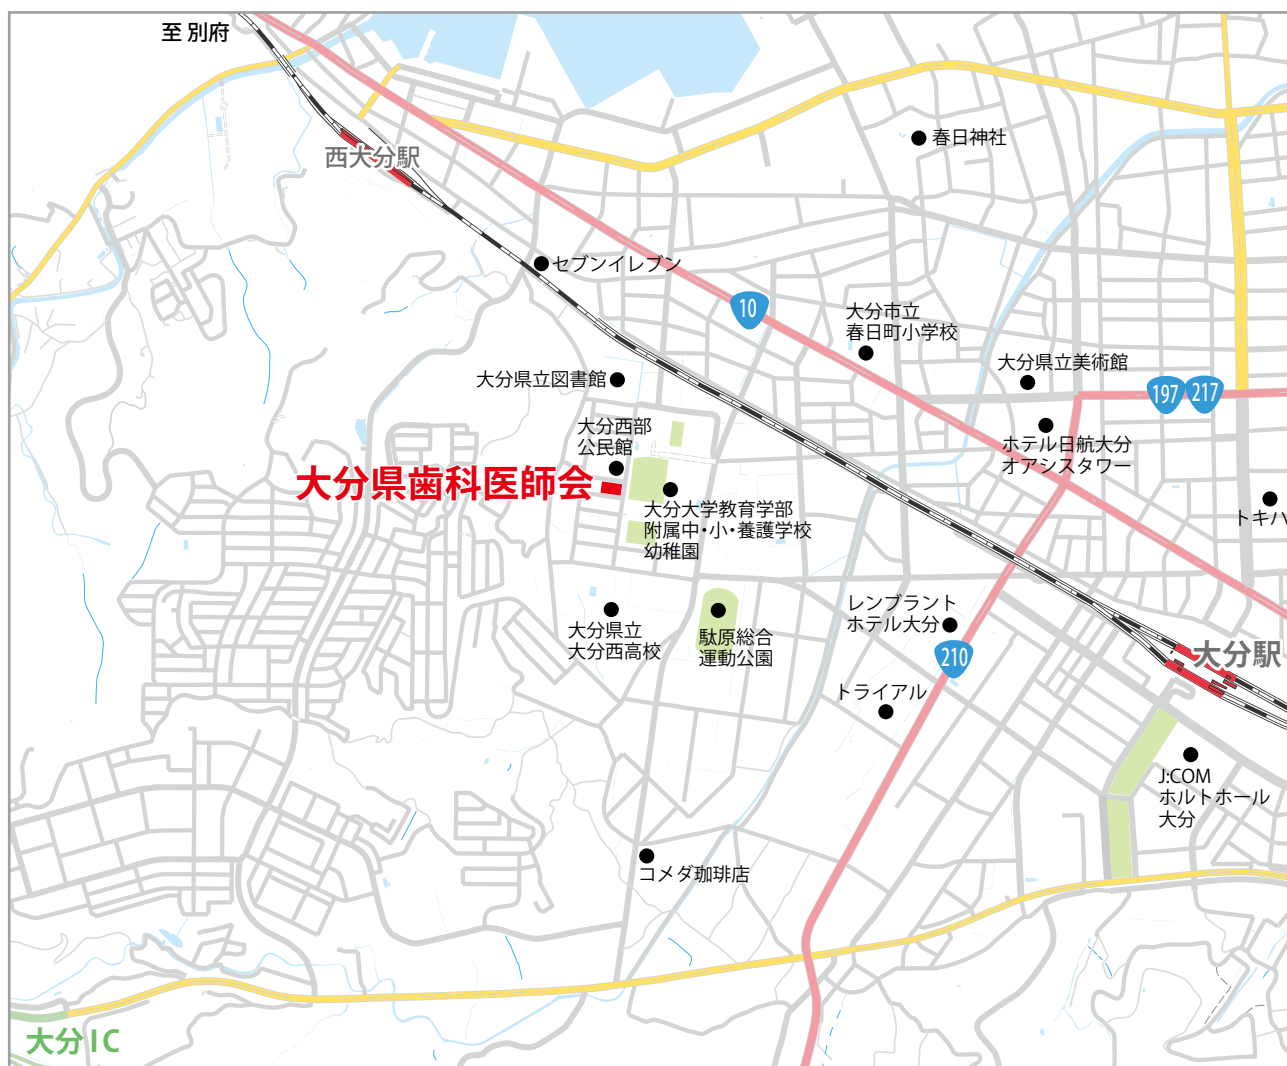 至 別府
西大分駅
春日神社
セブンイレブン
10
大分市立
春日町小学校
大分県立美術館
197
217
大分県立図書館
大分西部
公民館
ホテル日航大分
オアシスタワー
大分県歯科医師会
大分大学教育学部
附属中・小・養護学校
幼稚園
トキハ
レンブラント
ホテル大分
大分県立
大分西高校
駄原総合
運動公園
210
大分駅
トライアル
J:COM
ホルトホール
大分
コメダ珈琲店
大分IC